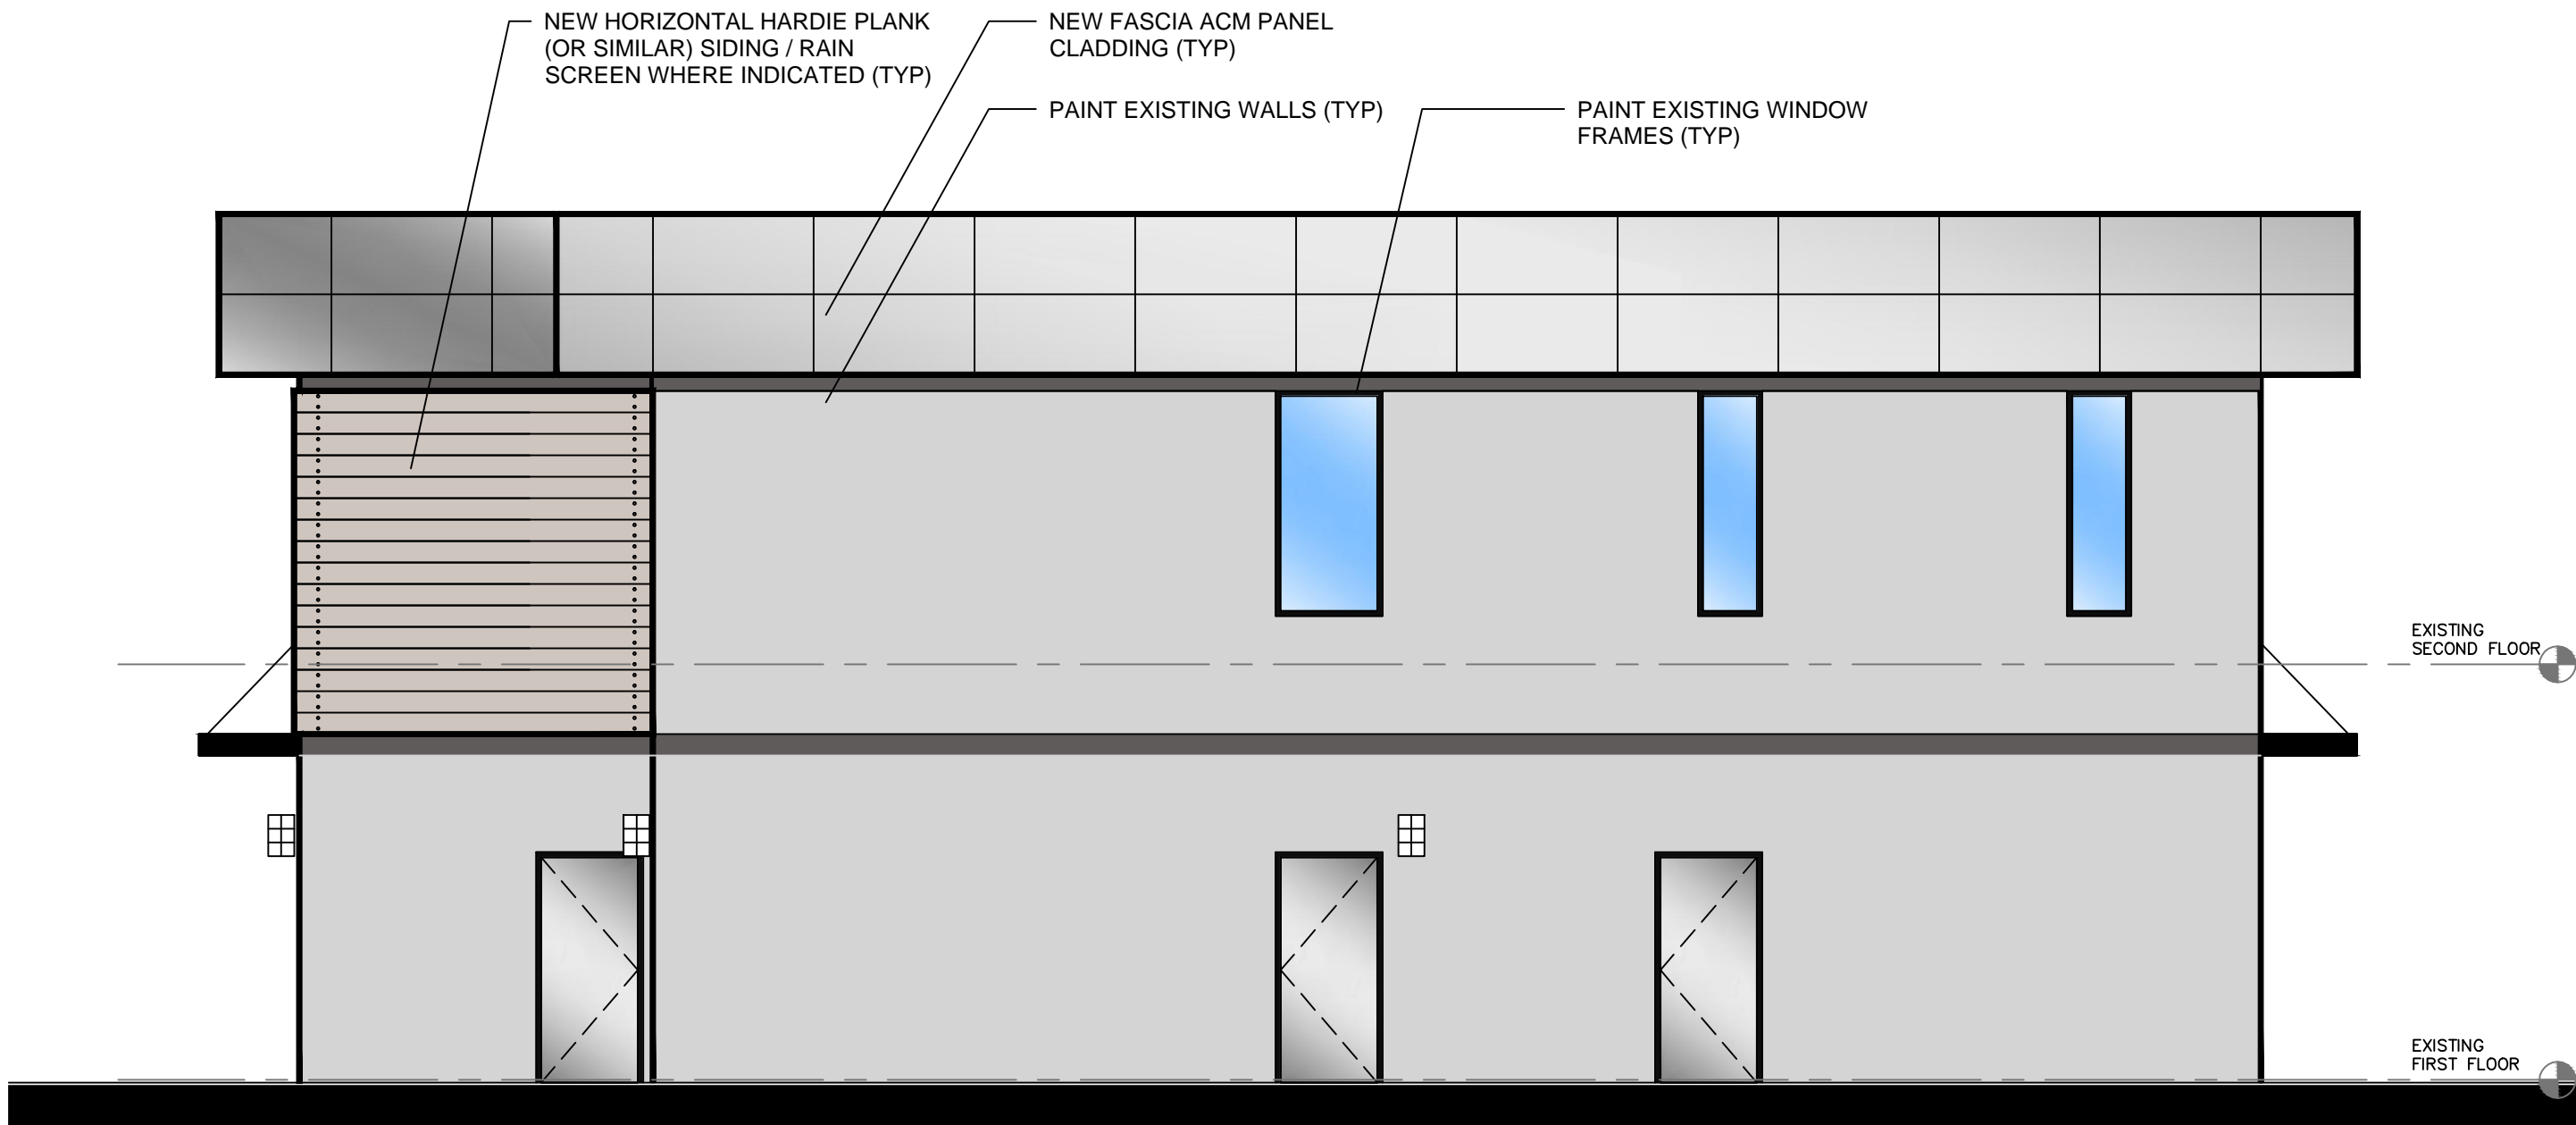 NEW HORIZONTAL HARDIE PLANK
(OR SIMILAR) SIDING / RAIN
SCREEN WHERE INDICATED (TYP)
NEW FASCIA ACM PANEL
CLADDING (TYP)
PAINT EXISTING WALLS (TYP)
PAINT EXISTING WINDOW
FRAMES (TYP)
EXISTING
SECOND FLOOR
EXISTING
FIRST FLOOR